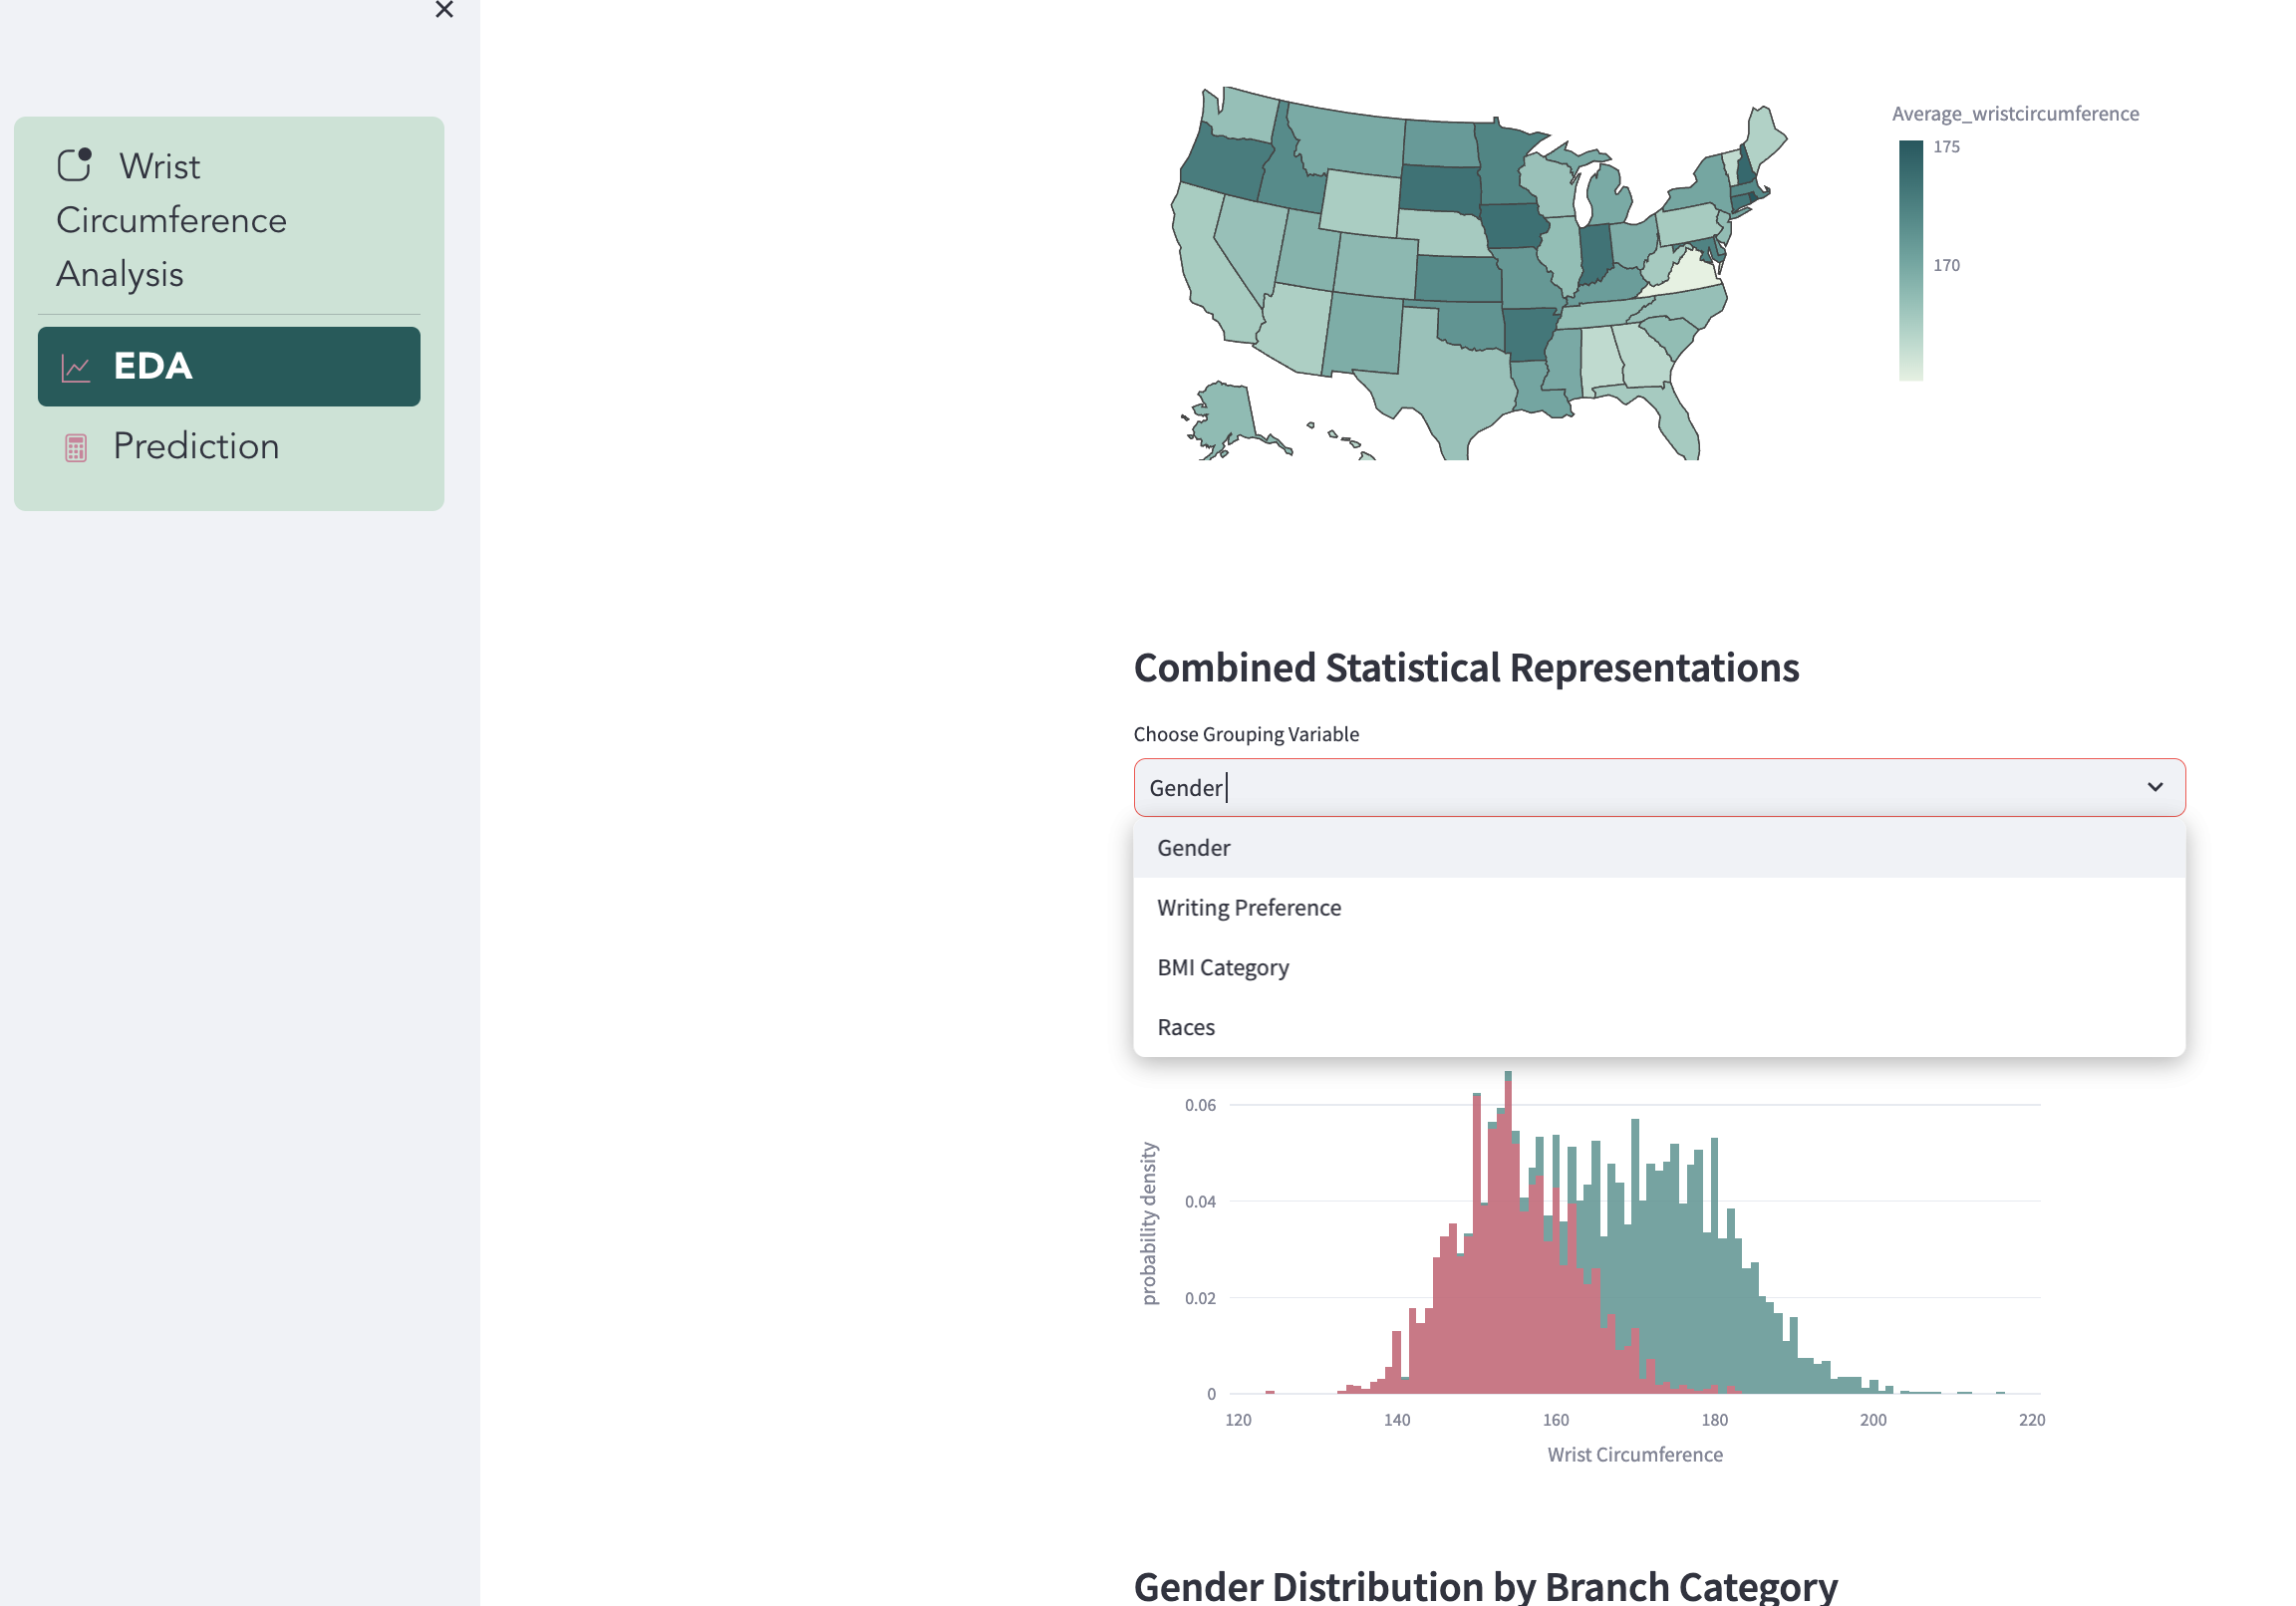 ×
Wrist
Circumference
Analysis
EDA
Prediction
Average_wristcircumference
175
170
Combined Statistical Representations
Choose Grouping Variable
Gender
Gender
Writing Preference
BMI Category
Races
0.06
0.04
0.02
0
probability density
120 140 160 180 200 220
Wrist Circumference
Gender Distribution by Branch Category